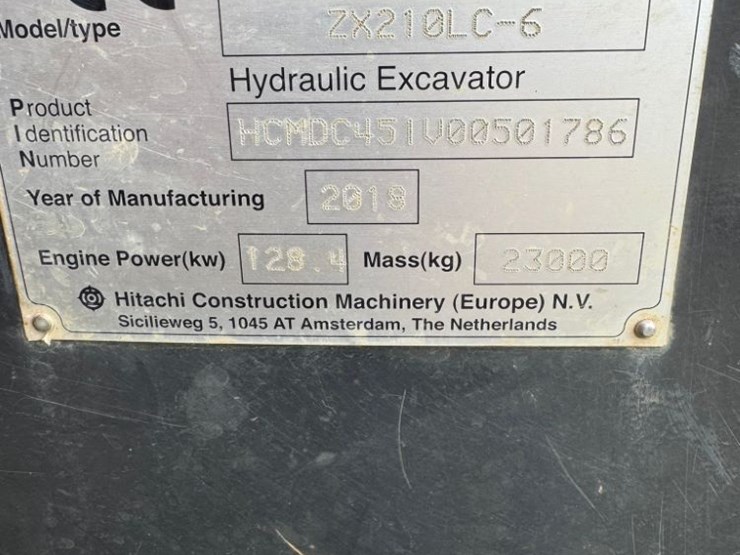 Model/type ZX210LC-6
Hydraulic Excavator
Product
Identification HCMDC45IV00501786
Number
Year of Manufacturing 2018
Engine Power(kw) 128.4 Mass(kg) 23000
Hitachi Construction Machinery (Europe) N.V.
Sicilieweg 5, 1045 AT Amsterdam, The Netherlands